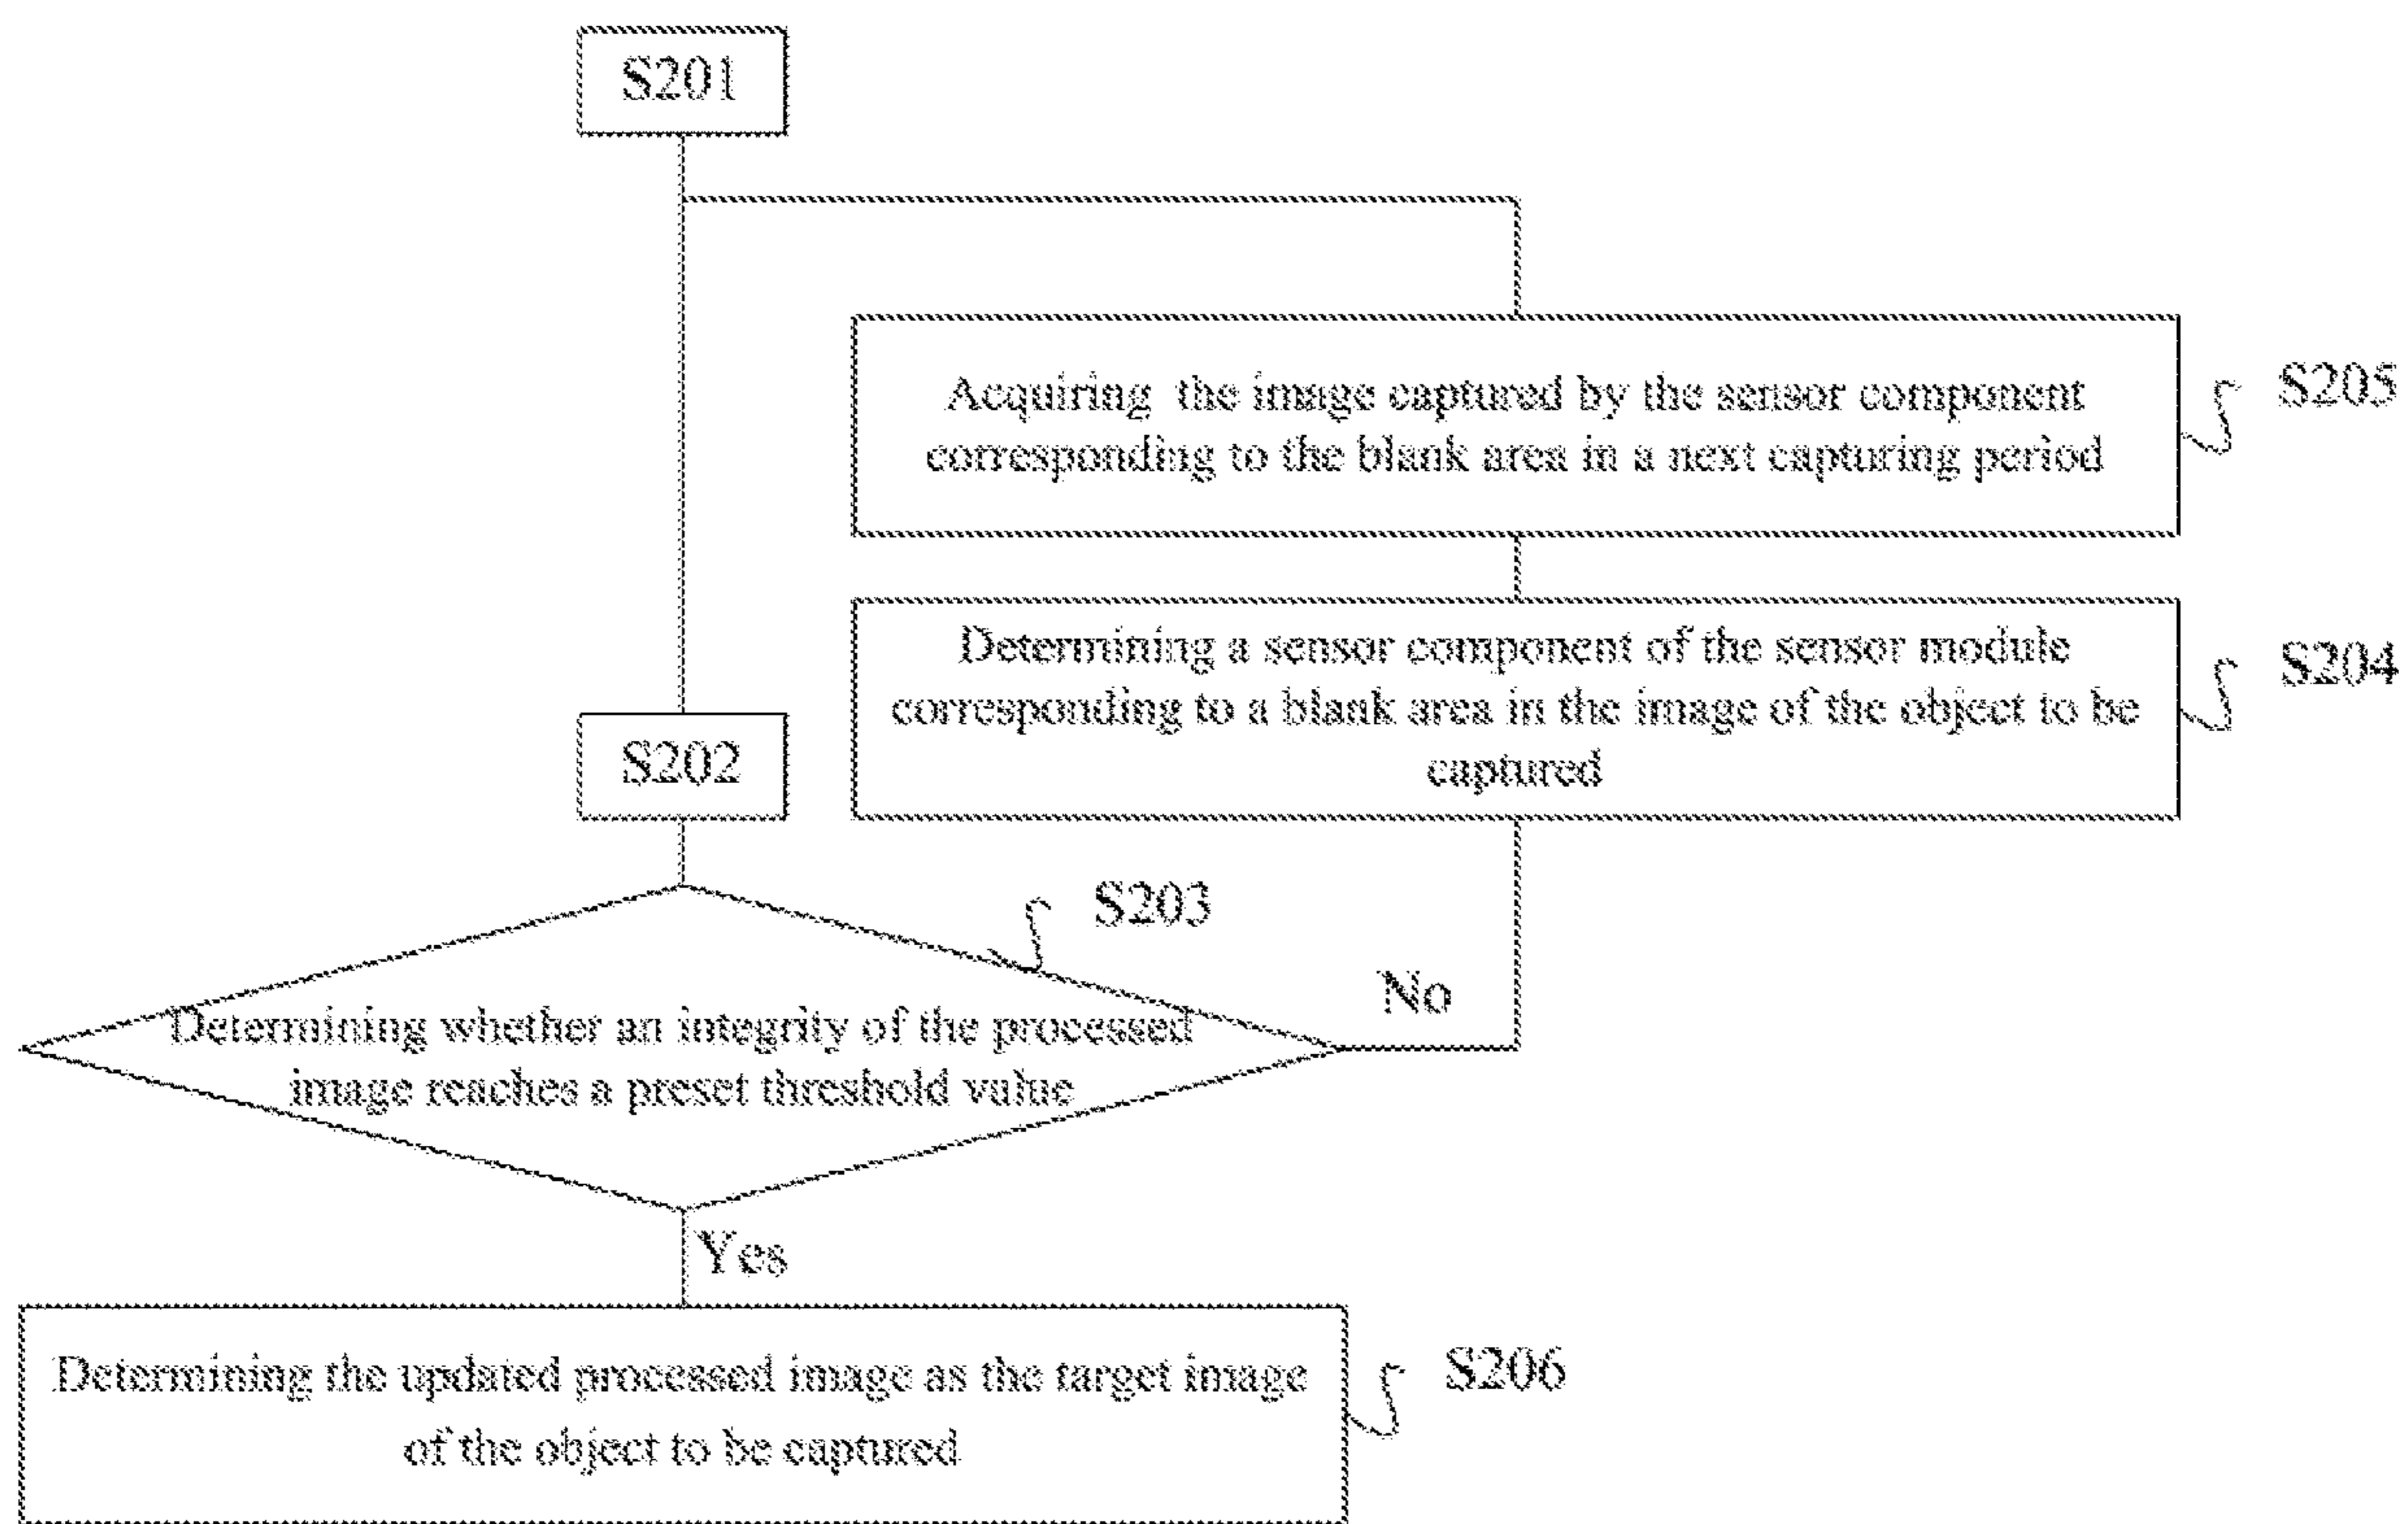 S201
Acquiring the image captured by the sensor component
corresponding to the blank area in a next capturing period
S205
Determining a sensor component of the sensor module
corresponding to a blank area in the image of the object to be
captured
S204
S202
S203
Determining whether an integrity of the processed
image reaches a preset threshold value
No
Yes
Determining the updated processed image as the target image
of the object to be captured
S206